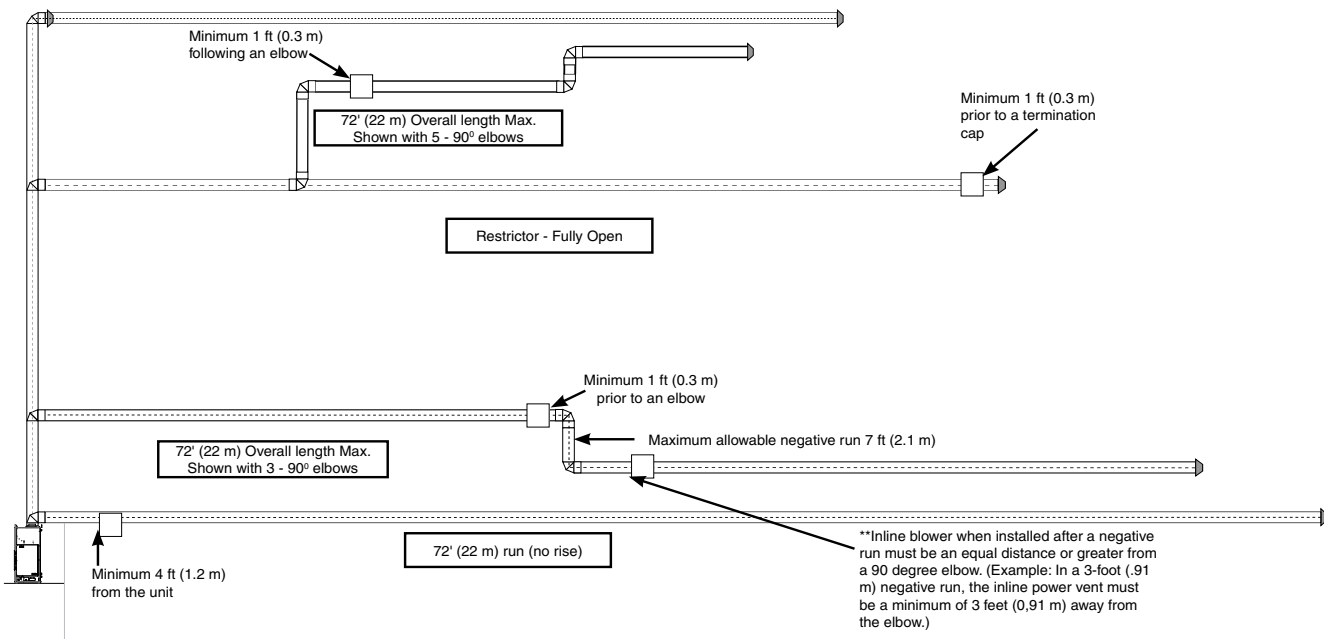 Minimum 1 ft (0.3 m)
following an elbow
72' (22 m) Overall length Max.
Shown with 5 - 90⁰ elbows
Minimum 1 ft (0.3 m)
prior to a termination
cap
Restrictor - Fully Open
Minimum 1 ft (0.3 m)
prior to an elbow
Maximum allowable negative run 7 ft (2.1 m)
72' (22 m) Overall length Max.
Shown with 3 - 90⁰ elbows
72' (22 m) run (no rise)
Minimum 4 ft (1.2 m)
from the unit
**Inline blower when installed after a negative
run must be an equal distance or greater from
a 90 degree elbow. (Example: In a 3-foot (.91
m) negative run, the inline power vent must
be a minimum of 3 feet (0,91 m) away from
the elbow.)